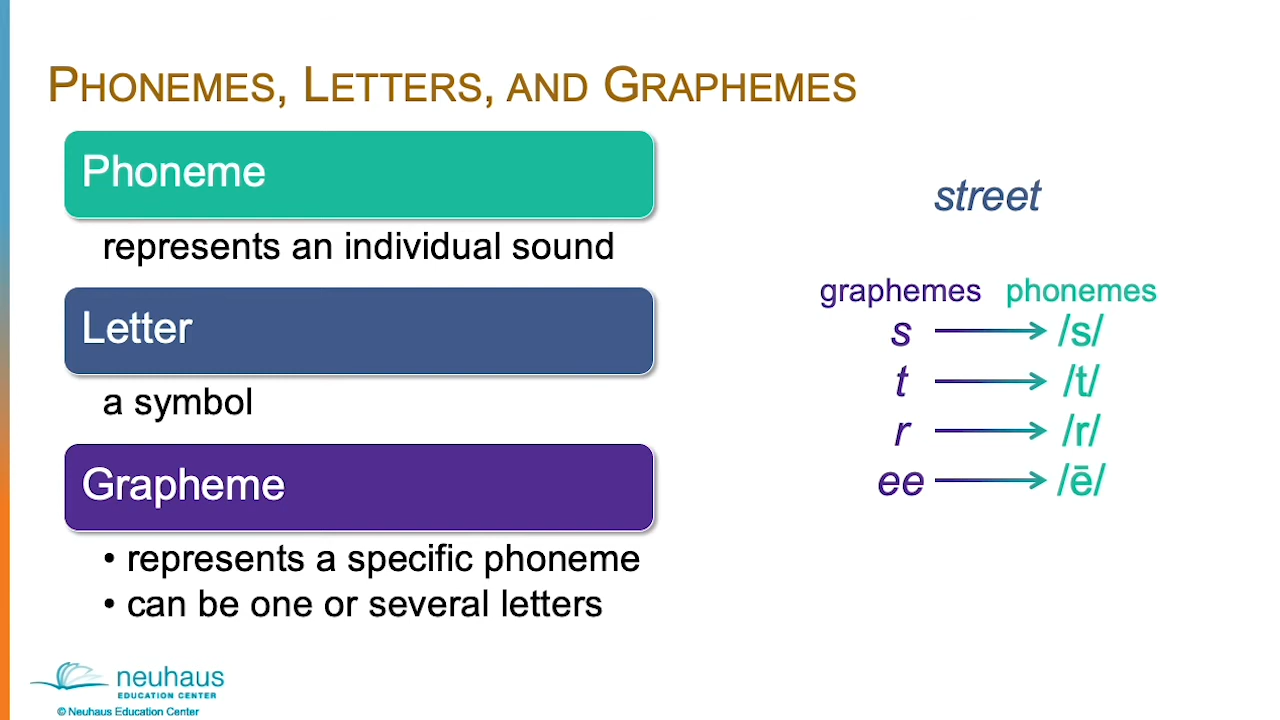 PHONEMES, LETTERS, AND GRAPHEMES
Phoneme
represents an individual sound
Letter
a symbol
Grapheme
• represents a specific phoneme
• can be one or several letters
street
graphemes phonemes
s /s/
t /t/
r /r/
ee /ē/
neuhaus
EDUCATION CENTER
© Neuhaus Education Center